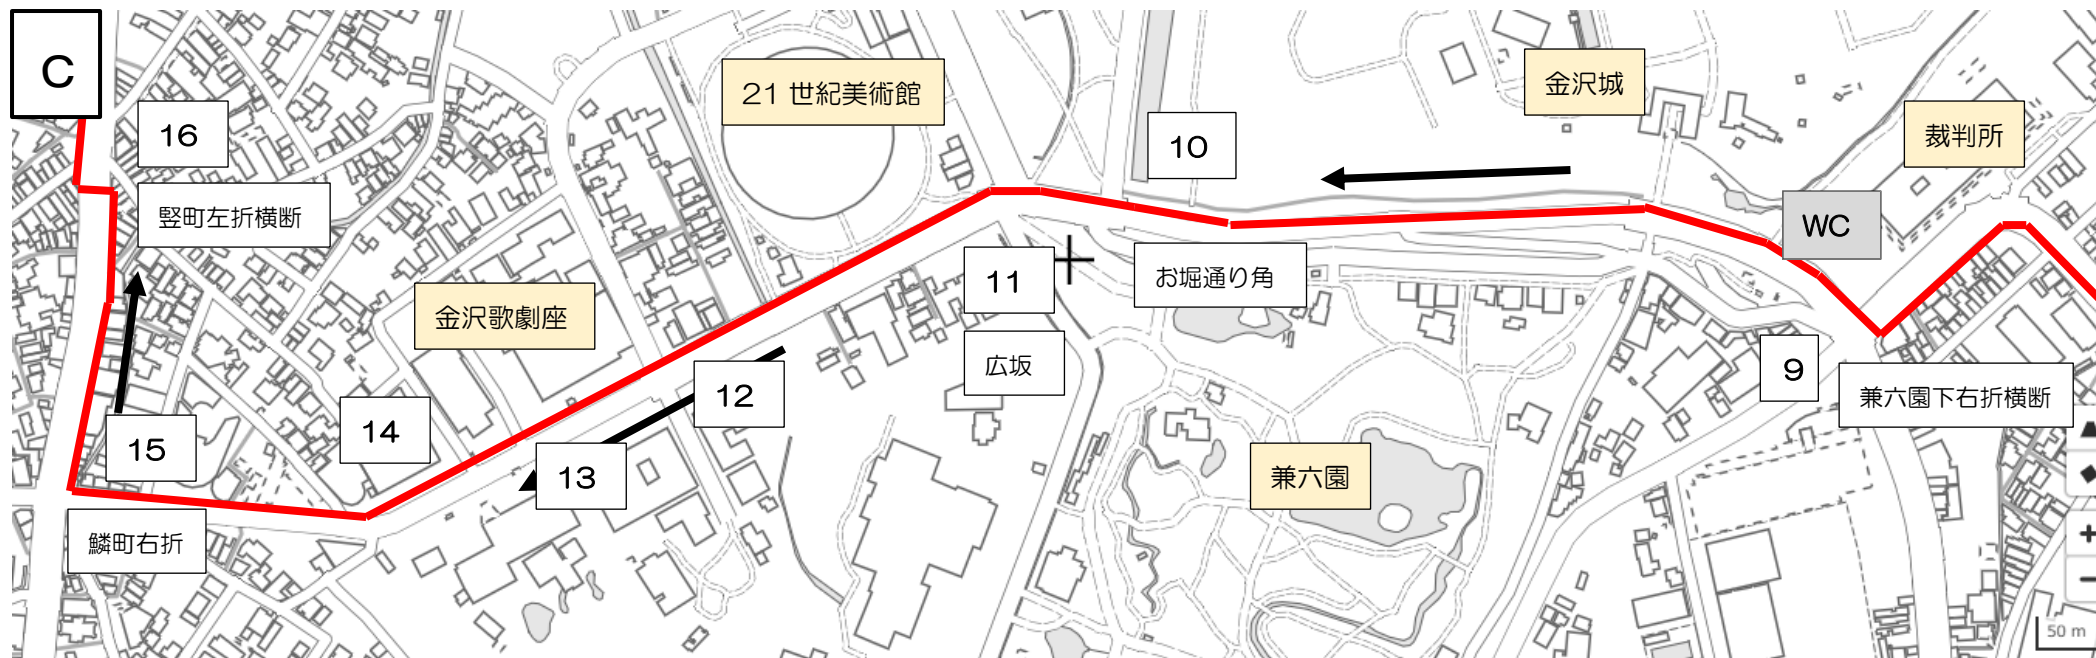 C
16
竪町左折横断
21 世紀美術館
10
金沢城
裁判所
WC
金沢歌劇座
11
お堀通り角
広坂
12
9
兼六園下右折横断
14
15
13
兼六園
鱗町右折
+
−
50 m